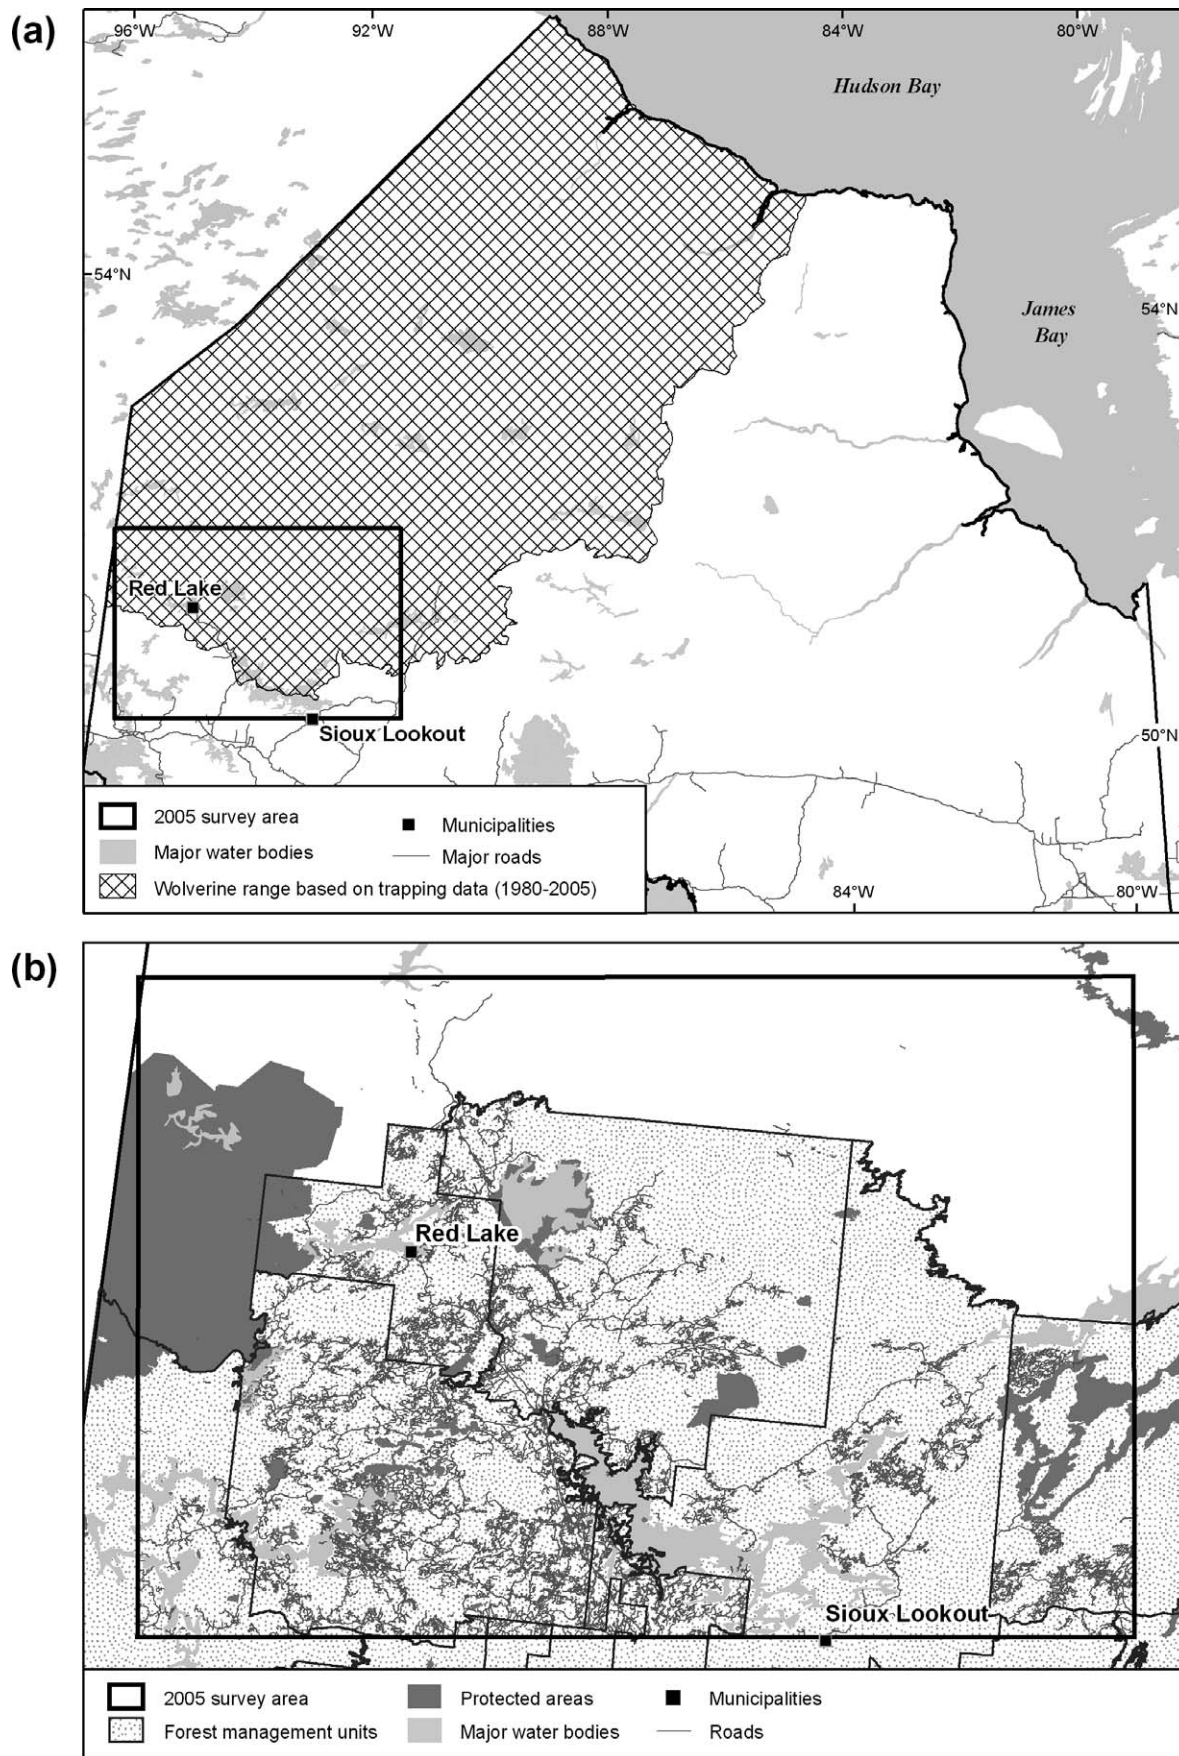 (a)
96°W 92°W 88°W 84°W 80°W
Hudson Bay
54°N
James
Bay
54°N
Red Lake
Sioux Lookout
50°N
2005 survey area
Municipalities
Major water bodies
Major roads
Wolverine range based on trapping data (1980-2005)
84°W 80°W
(b)
Red Lake
Sioux Lookout
2005 survey area
Protected areas
Municipalities
Forest management units
Major water bodies
Roads